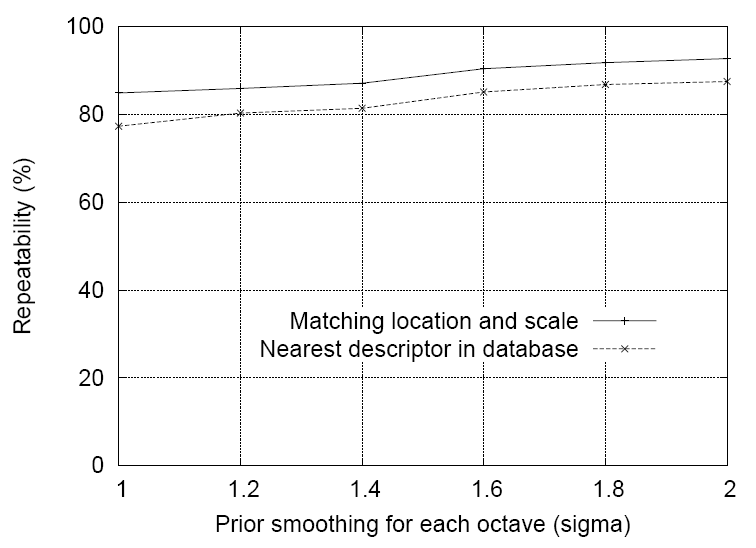 100
80
60
40
20
0
Repeatability (%)
Matching location and scale
Nearest descriptor in database
1 1.2 1.4 1.6 1.8 2
Prior smoothing for each octave (sigma)